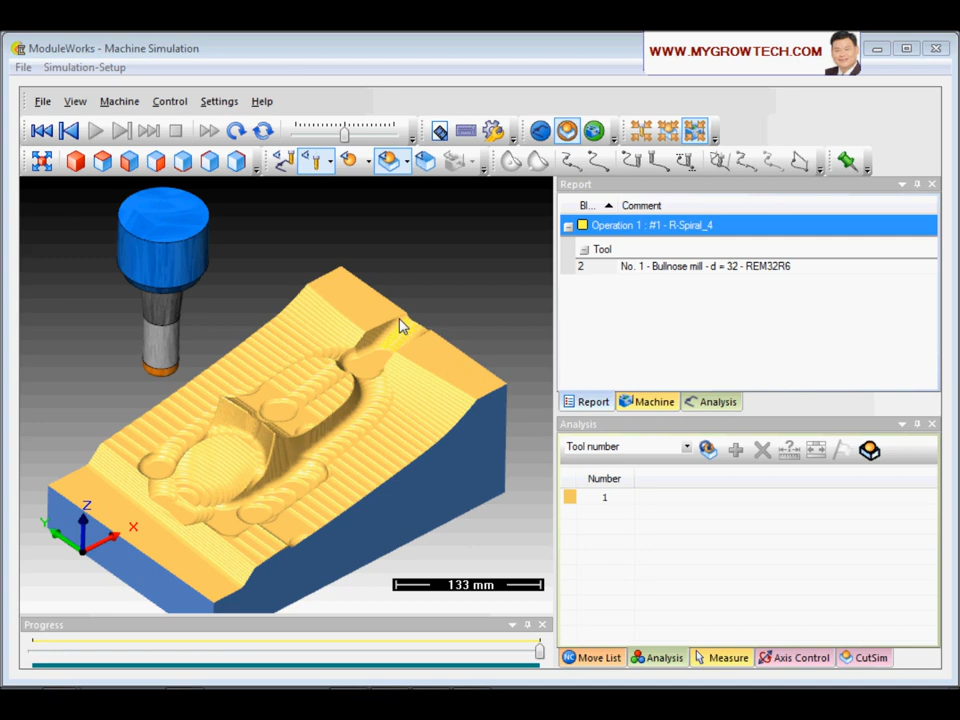 ModuleWorks - Machine Simulation
WWW.MYGROWTECH.COM
File Simulation-Setup
File View Machine Control Settings Help
Report
Bl... Comment
Operation 1 : #1 - R-Spiral_4
Tool
2 No. 1 - Bullnose mill - d = 32 - REM32R6
Report Machine Analysis
Analysis
Tool number
Number
1
Z
Y X
133 mm
Progress
NC Move List Analysis Measure Axis Control CutSim